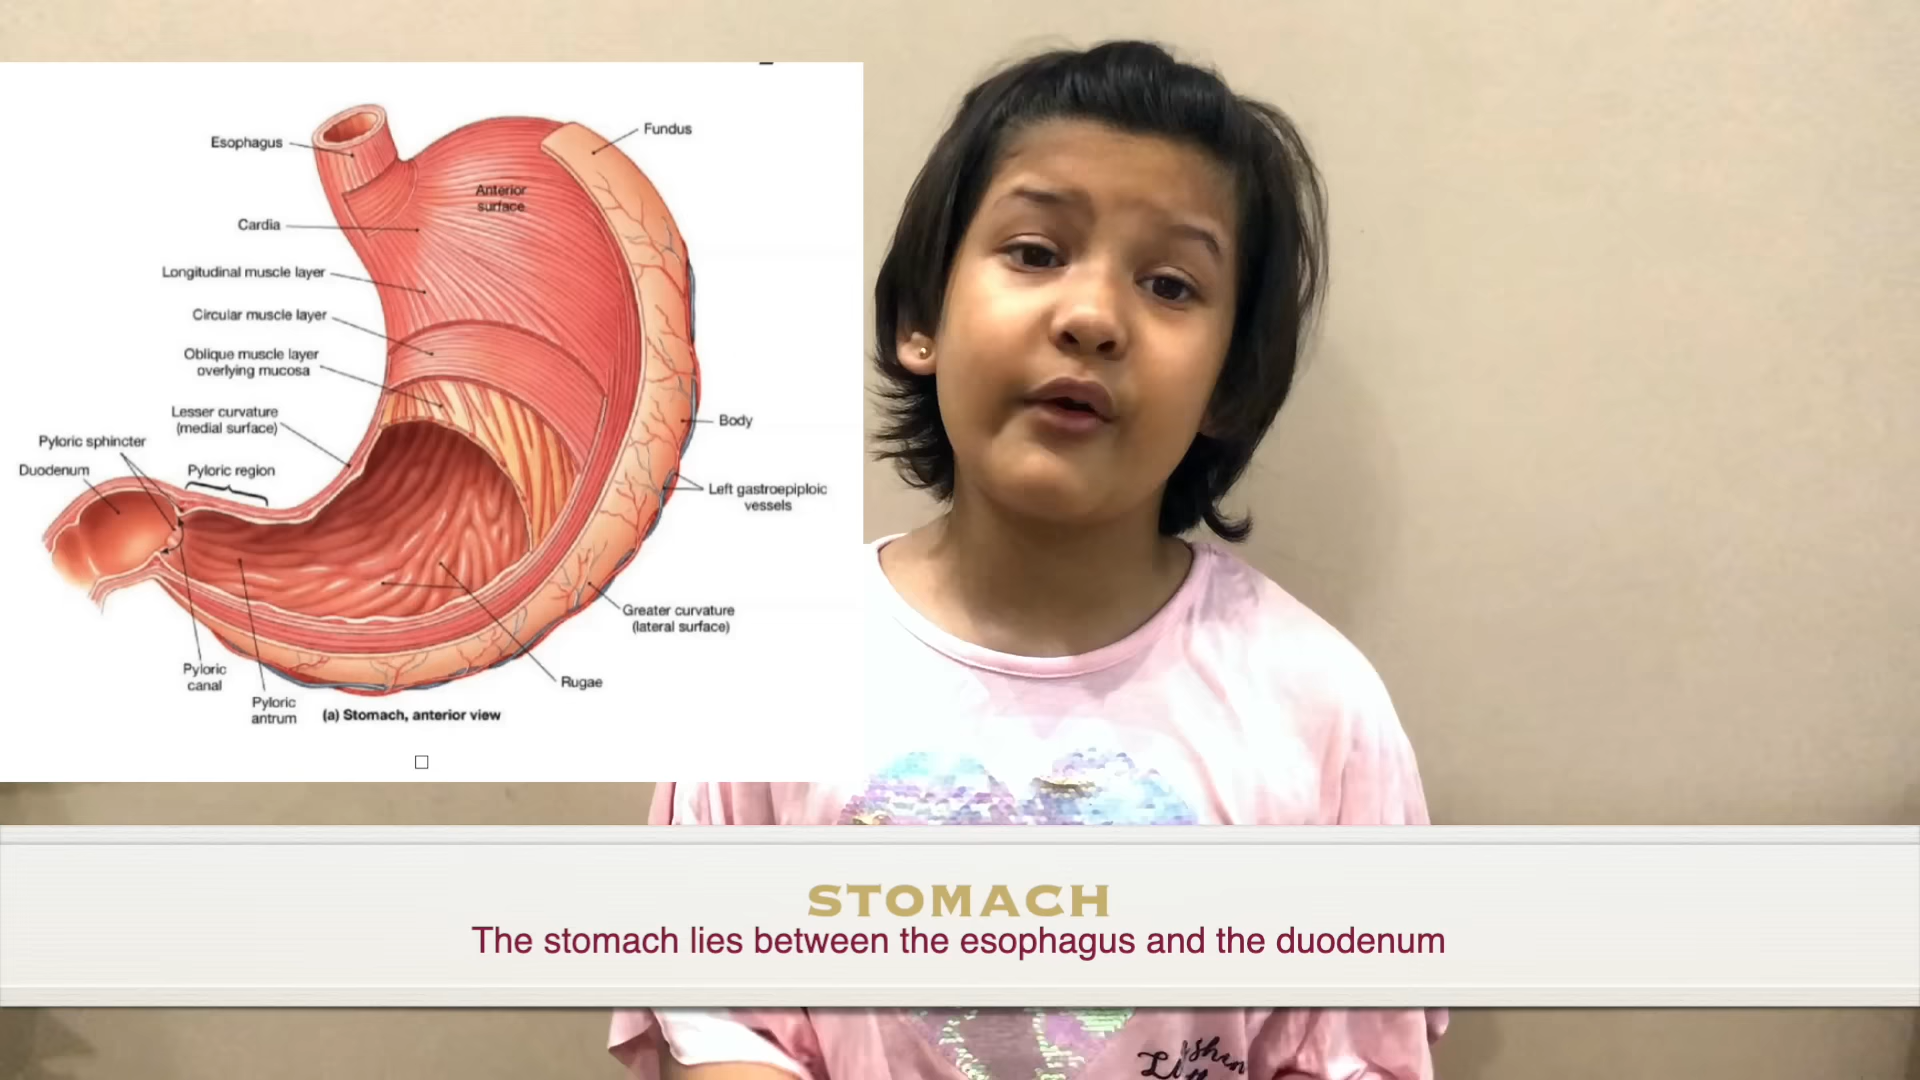 Esophagus
Fundus
Anterior
surface
Cardia
Longitudinal muscle layer
Circular muscle layer
Oblique muscle layer
overlying mucosa
Lesser curvature
(medial surface)
Body
Pyloric sphincter
Duodenum
Pyloric region
Left gastroepiploic
vessels
Greater curvature
(lateral surface)
Pyloric
canal
Rugae
Pyloric
antrum
(a) Stomach, anterior view
STOMACH
The stomach lies between the esophagus and the duodenum